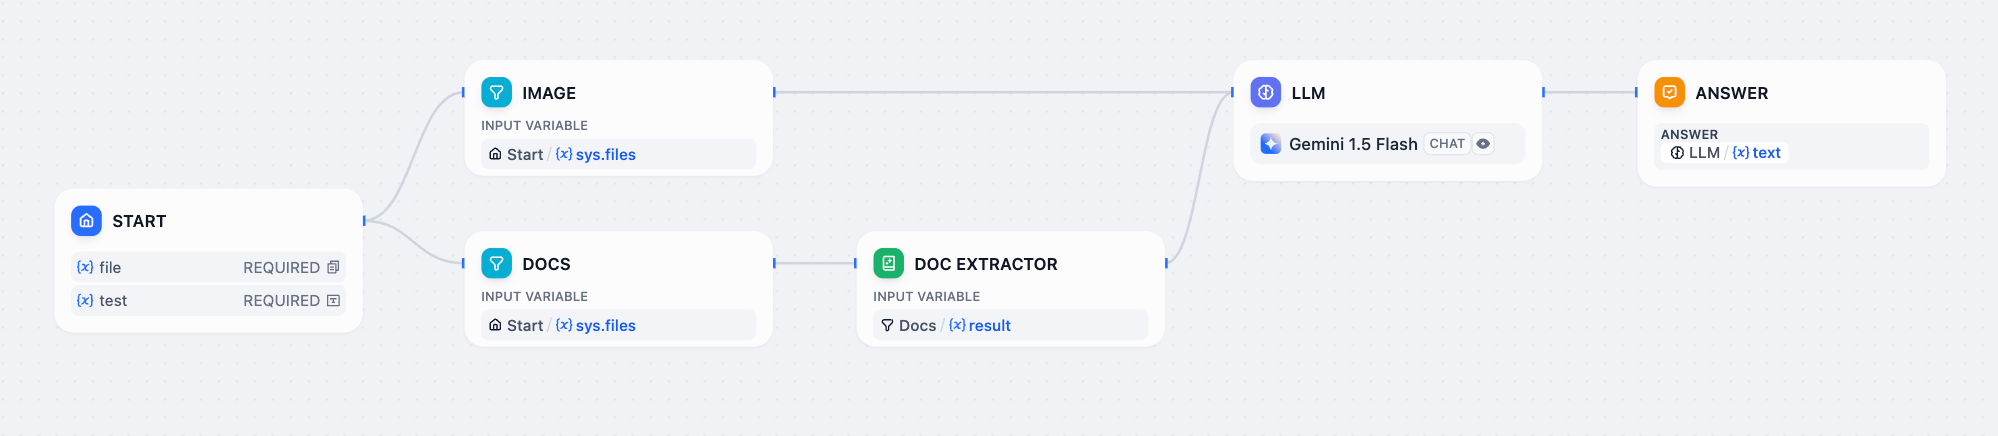 START
{x} file REQUIRED
{x} test REQUIRED
IMAGE
INPUT VARIABLE
Start / {x} sys.files
DOCS
INPUT VARIABLE
Start / {x} sys.files
DOC EXTRACTOR
INPUT VARIABLE
Docs / {x} result
LLM
Gemini 1.5 Flash CHAT
ANSWER
ANSWER
LLM / {x} text